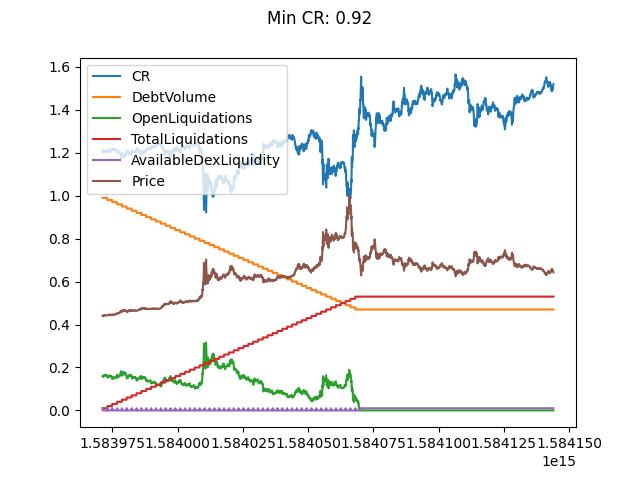 Min CR: 0.92
1.6
1.4
1.2
1.0
0.8
0.6
0.4
0.2
0.0
CR
DebtVolume
OpenLiquidations
TotalLiquidations
AvailableDexLiquidity
Price
1.583975 1.584000 1.584025 1.584050 1.584075 1.584100 1.584125 1.584150
1e15